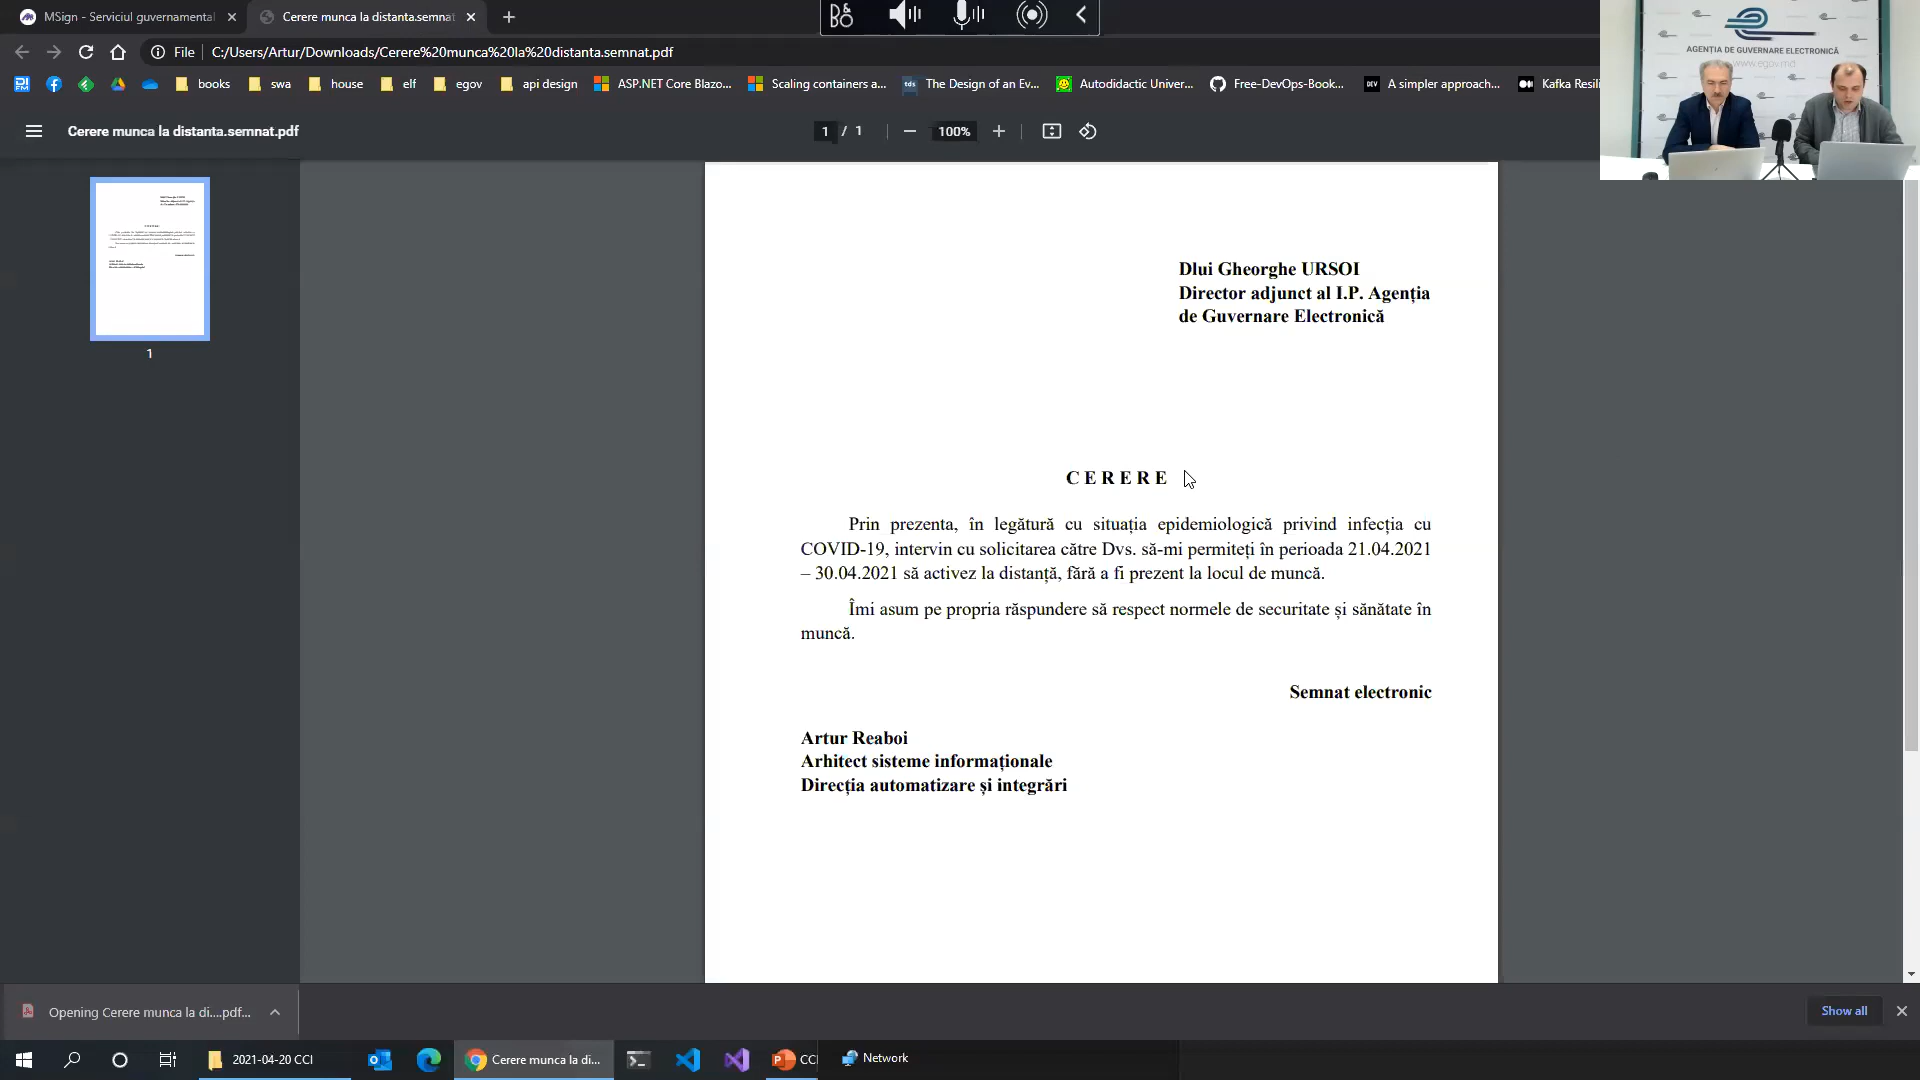 MSign - Serviciul guvernamental
Cerere munca la distanta.semnat
File
C:/Users/Artur/Downloads/Cerere%20munca%20la%20distanta.semnat.pdf
books
swa
house
elf
egov
api design
ASP.NET Core Blazo...
Scaling containers a...
The Design of an Ev...
Autodidactic Univer...
Free-DevOps-Book...
A simpler approach...
Kafka Resili
AGENȚIA DE GUVERNARE ELECTRONICĂ
www.egov.md
Cerere munca la distanta.semnat.pdf
1 / 1
100%
1
Dlui Gheorghe URSOI
Director adjunct al I.P. Agenția
de Guvernare Electronică
C E R E R E
Prin prezenta, în legătură cu situația epidemiologică privind infecția cu
COVID-19, intervin cu solicitarea către Dvs. să-mi permiteți în perioada 21.04.2021
– 30.04.2021 să activez la distanță, fără a fi prezent la locul de muncă.
Îmi asum pe propria răspundere să respect normele de securitate și sănătate în
muncă.
Semnat electronic
Artur Reaboi
Arhitect sisteme informaționale
Direcția automatizare și integrări
Opening Cerere munca la di....pdf...
Show all
2021-04-20 CCI
Cerere munca la di...
CCI
Network